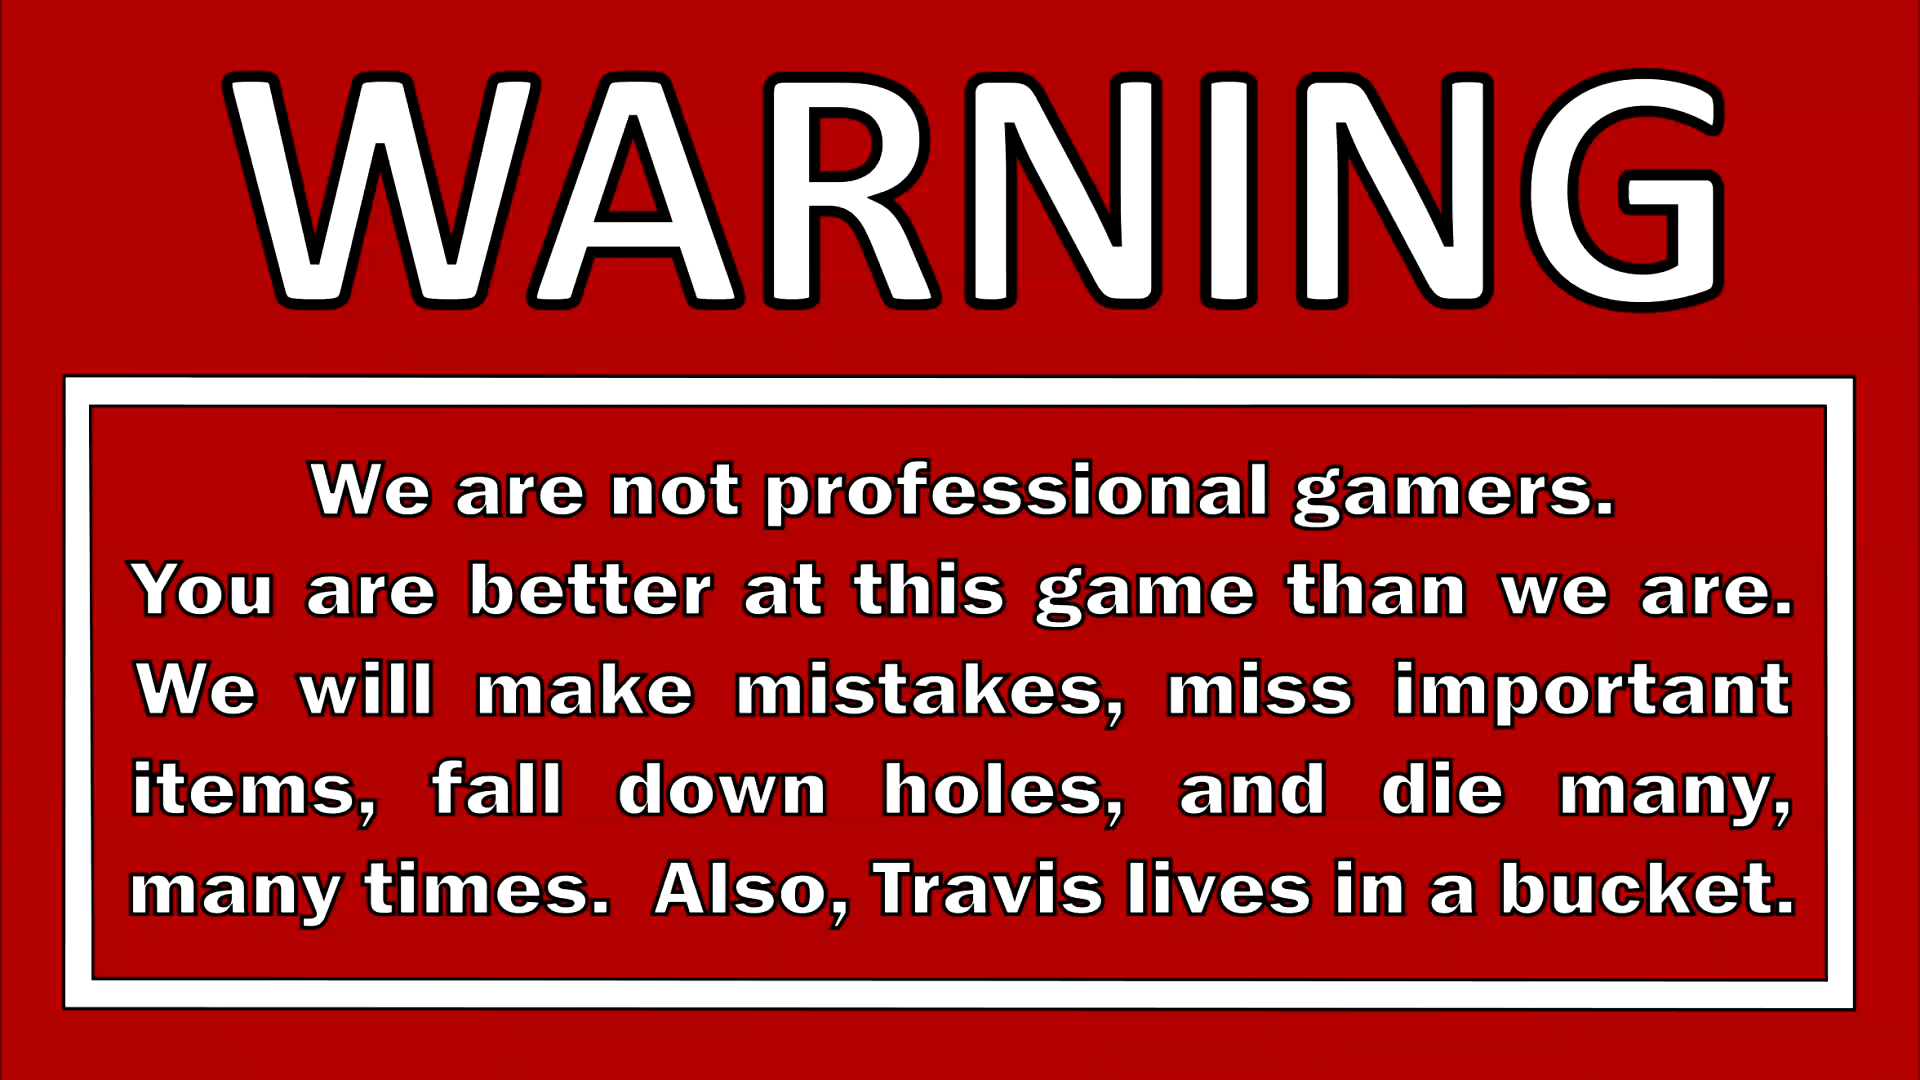 WARNING
We are not professional gamers.
You are better at this game than we are.
We will make mistakes, miss important
items, fall down holes, and die many,
many times.  Also, Travis lives in a bucket.